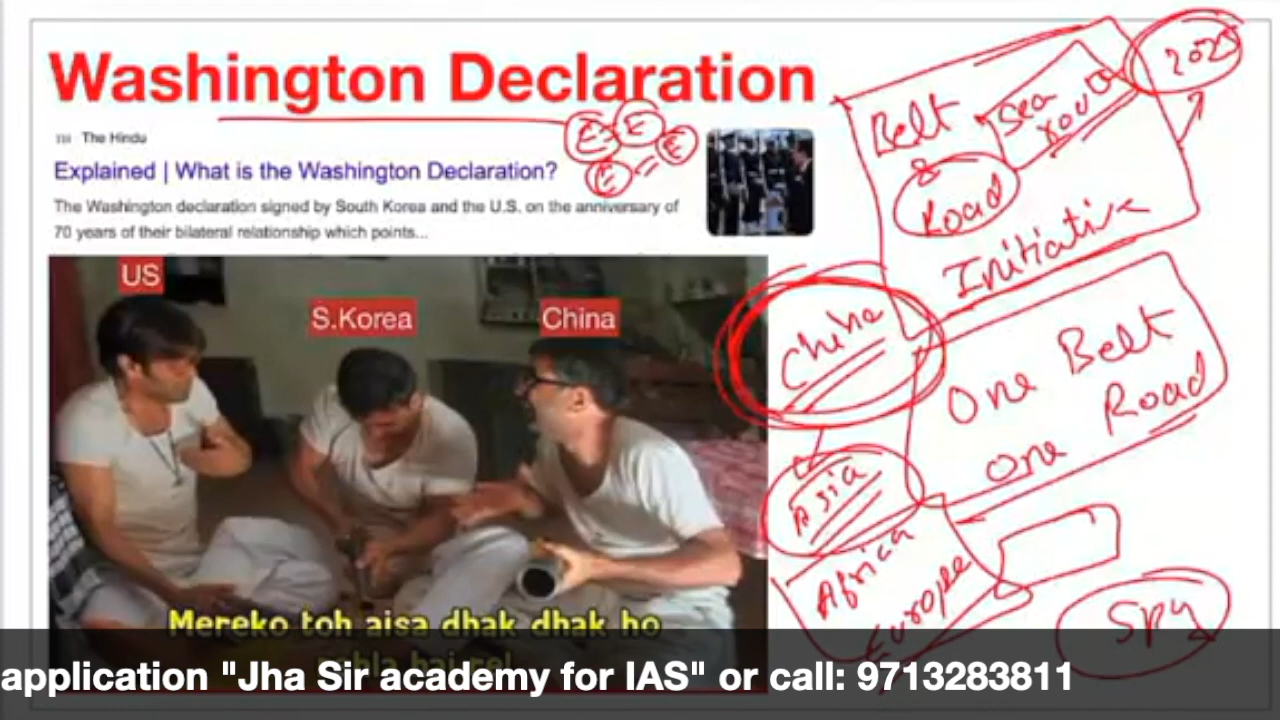 Washington Declaration
TH The Hindu
Explained | What is the Washington Declaration?
The Washington declaration signed by South Korea and the U.S. on the anniversary of
70 years of their bilateral relationship which points...
E E E
E
US
S.Korea
China
Mereko toh aisa dhak dhak ho
application "Jha Sir academy for IAS" or call: 9713283811
Belt
&
Road
Initiative
Sea
route
China
One Belt
one Road
Asia
Africa
Europe
Spy